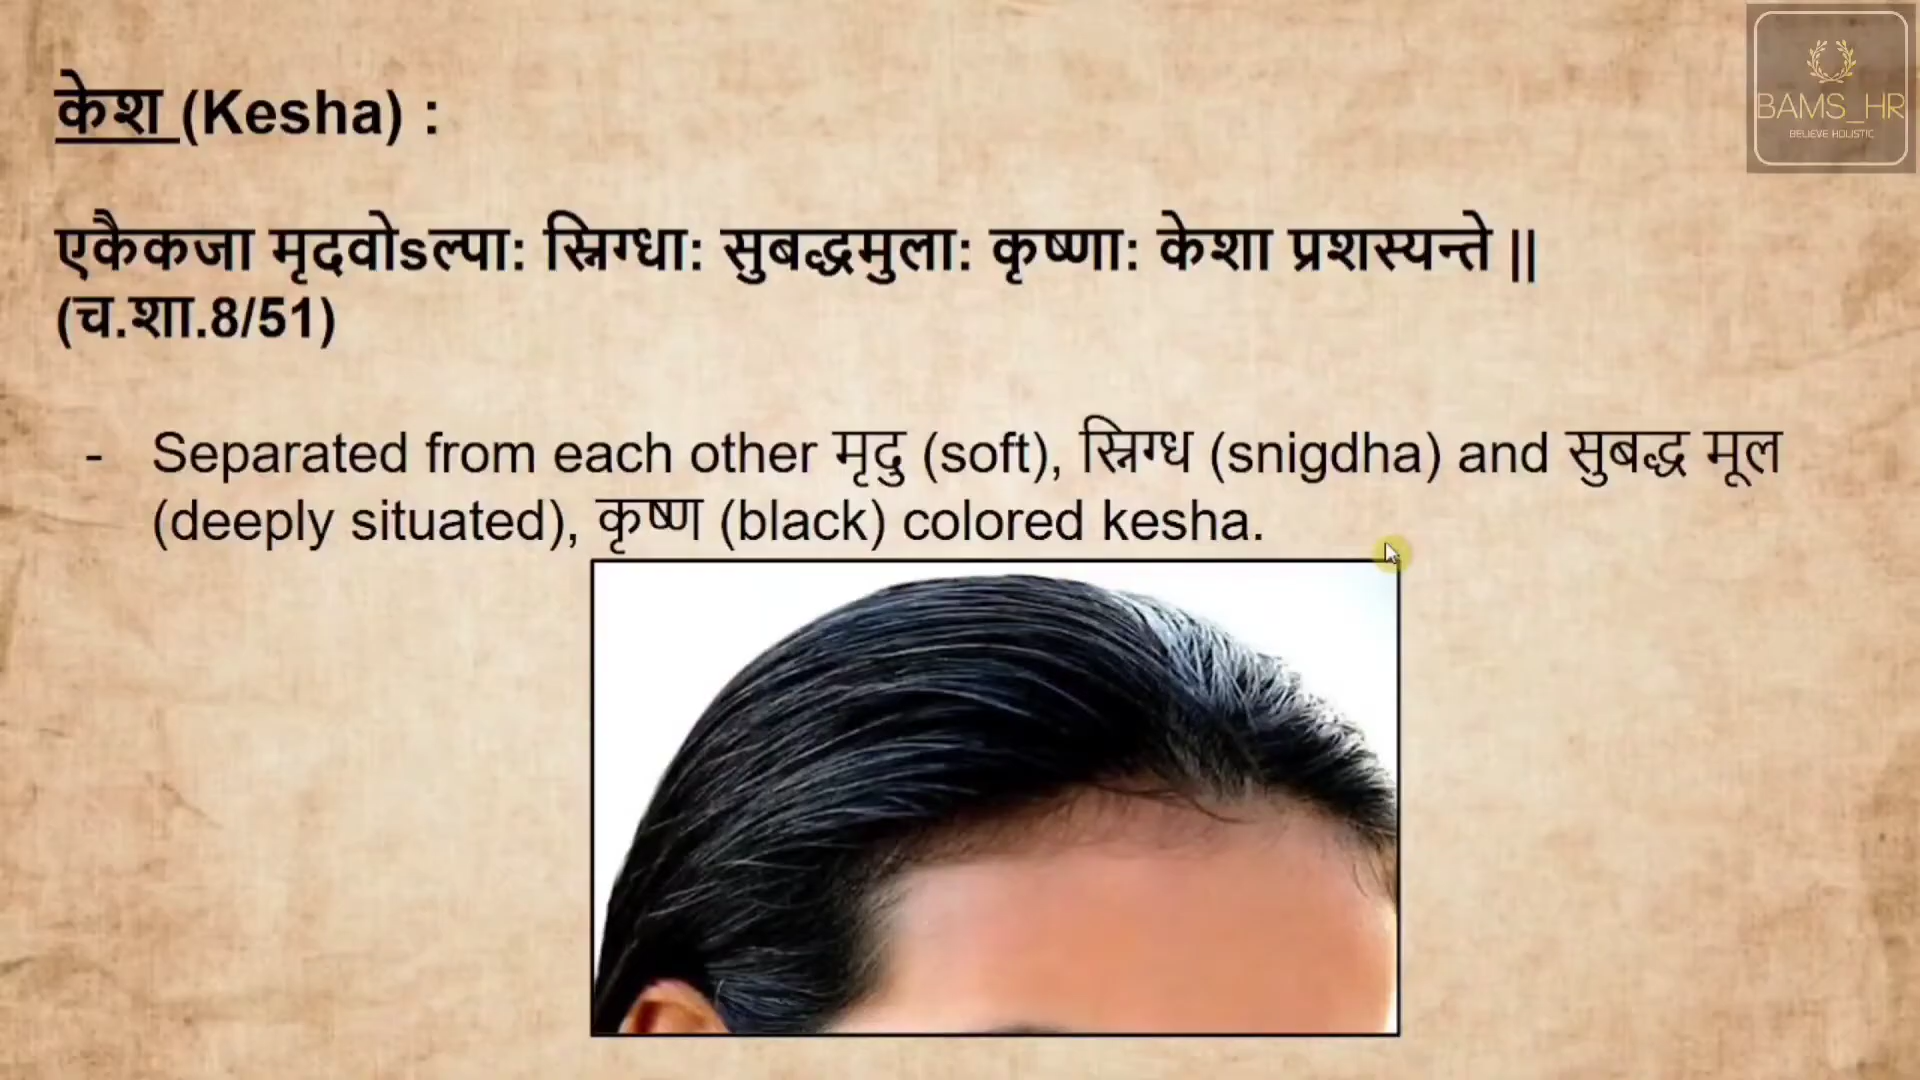 BAMS_HR
BELIEVE HOLISTIC
केश (Kesha) :
एकैकजा मृदवोsल्पा: स्निग्धा: सुबद्धमुला: कृष्णा: केशा प्रशस्यन्ते ||
(च.शा.8/51)
- Separated from each other मृदु (soft), स्निग्ध (snigdha) and सुबद्ध मूल
(deeply situated), कृष्ण (black) colored kesha.